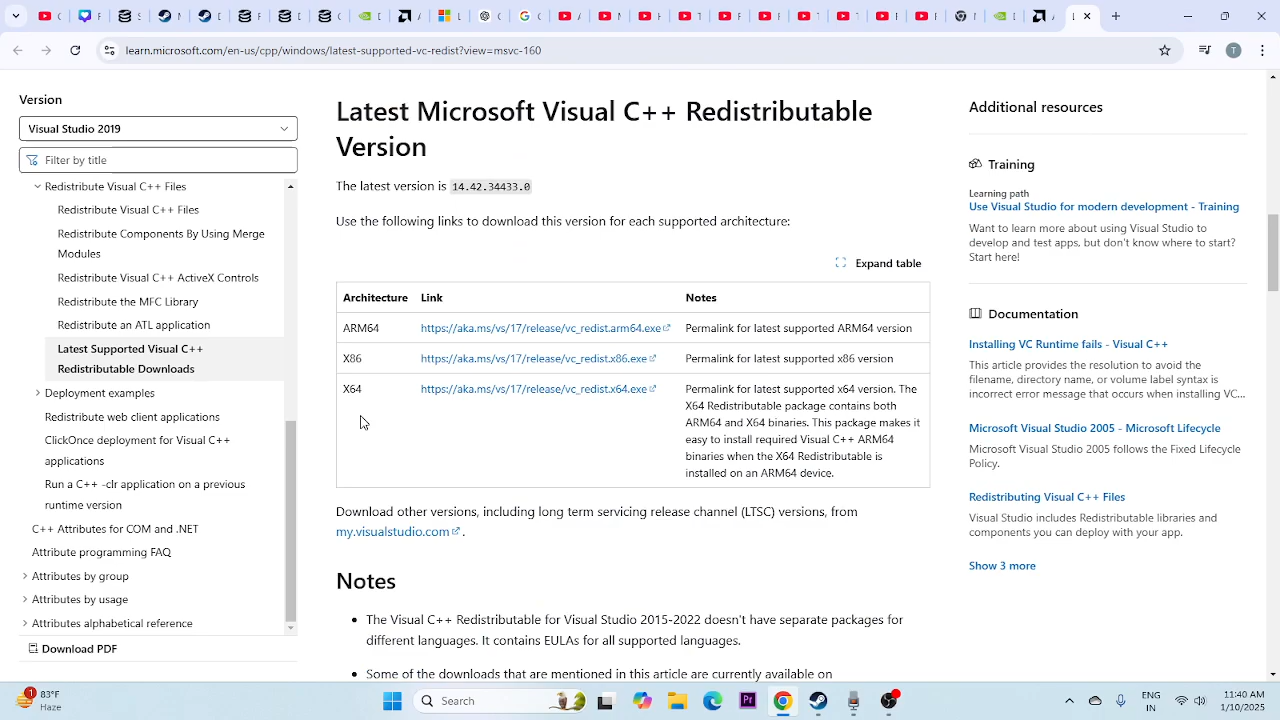 learn.microsoft.com/en-us/cpp/windows/latest-supported-redist?view=msvc-160
T
Version
Visual Studio 2019
Filter by title
Redistribute Visual C++ Files
Redistribute Visual C++ Files
Redistribute Components By Using Merge
Modules
Redistribute Visual C++ ActiveX Controls
Redistribute the MFC Library
Redistribute an ATL application
Latest Supported Visual C++
Redistributable Downloads
Deployment examples
Redistribute web client applications
ClickOnce deployment for Visual C++
applications
Run a C++ -clr application on a previous
runtime version
C++ Attributes for COM and .NET
Attribute programming FAQ
Attributes by group
Attributes by usage
Attributes alphabetical reference
Download PDF
Latest Microsoft Visual C++ Redistributable
Version
The latest version is 14.42.34433.0
Use the following links to download this version for each supported architecture:
Expand table
Architecture Link Notes
ARM64 https://aka.ms/vs/17/release/vc_redist.arm64.exe Permalink for latest supported ARM64 version
X86 https://aka.ms/vs/17/release/vc_redist.x86.exe Permalink for latest supported x86 version
X64 https://aka.ms/vs/17/release/vc_redist.x64.exe Permalink for latest supported x64 version. The
X64 Redistributable package contains both
ARM64 and X64 binaries. This package makes it
easy to install required Visual C++ ARM64
binaries when the X64 Redistributable is
installed on an ARM64 device.
Download other versions, including long term servicing release channel (LTSC) versions, from
my.visualstudio.com .
Notes
The Visual C++ Redistributable for Visual Studio 2015-2022 doesn't have separate packages for
different languages. It contains EULAs for all supported languages.
Some of the downloads that are mentioned in this article are currently available on
Additional resources
Training
Learning path
Use Visual Studio for modern development - Training
Want to learn more about using Visual Studio to
develop and test apps, but don't know where to start?
Start here!
Documentation
Installing VC Runtime fails - Visual C++
This article provides the resolution to avoid the
filename, directory name, or volume label syntax is
incorrect error message that occurs when installing VC...
Microsoft Visual Studio 2005 - Microsoft Lifecycle
Microsoft Visual Studio 2005 follows the Fixed Lifecycle
Policy.
Redistributing Visual C++ Files
Visual Studio includes Redistributable libraries and
components you can deploy with your app.
Show 3 more
1
83°F
Haze
Search
Pr
ENG
IN
11:40 AM
1/10/2025